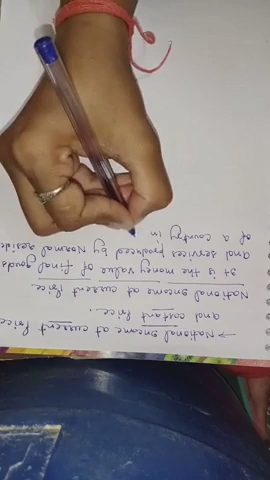 → National Income at current Price
and constant Price.
National Income at current Price
It is the money value of final goods
and services produced by Normal reside
of a country in